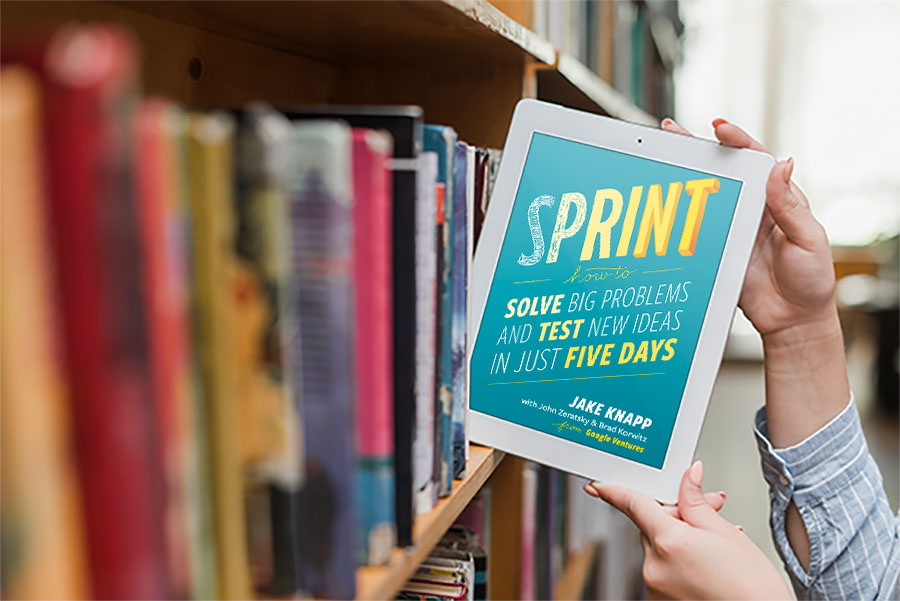 SPRINT
how to
SOLVE BIG PROBLEMS
AND TEST NEW IDEAS
IN JUST FIVE DAYS
JAKE KNAPP
with John Zeratsky & Brad Korwitz
from Google Ventures